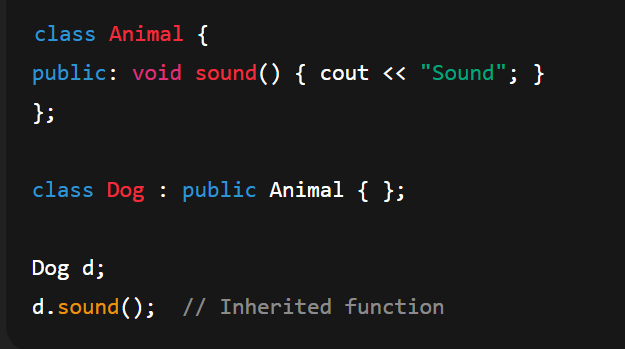 class Animal {
public: void sound() { cout << "Sound"; }
};
class Dog : public Animal { };
Dog d;
d.sound();  // Inherited function